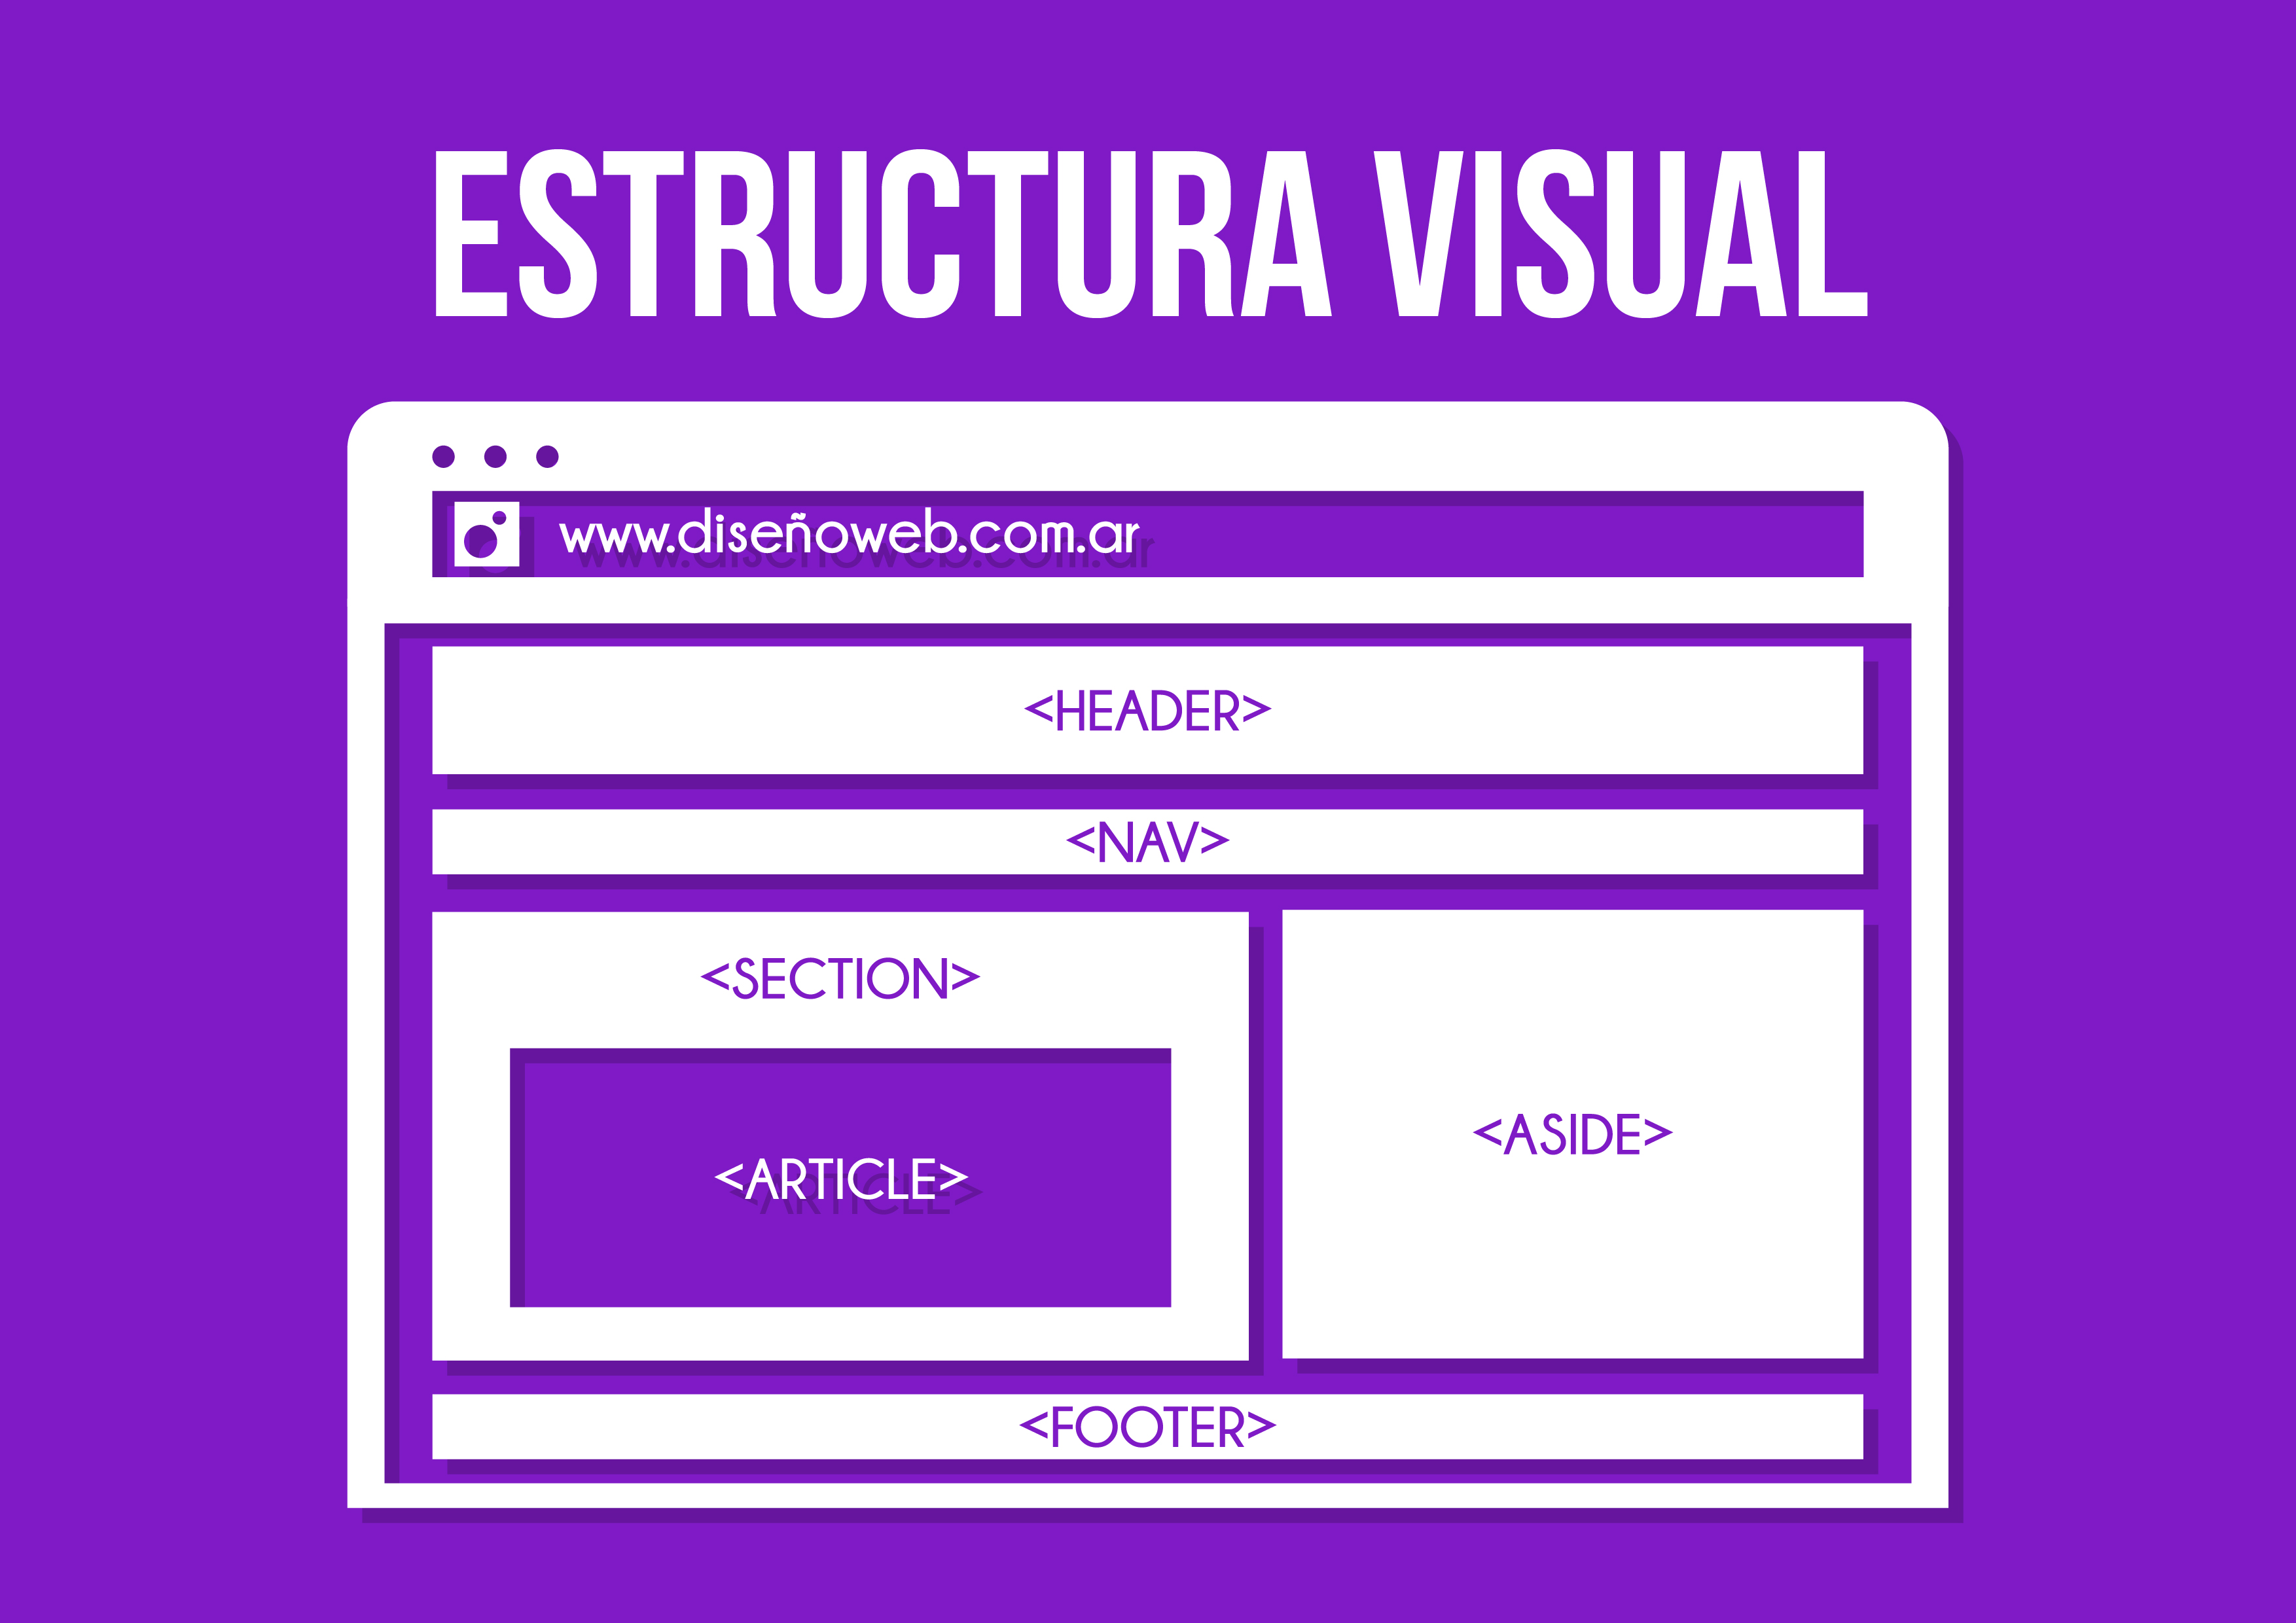 ESTRUCTURA VISUAL
www.diseñoweb.com.ar
<HEADER>
<NAV>
<SECTION>
<ARTICLE>
<ASIDE>
<FOOTER>